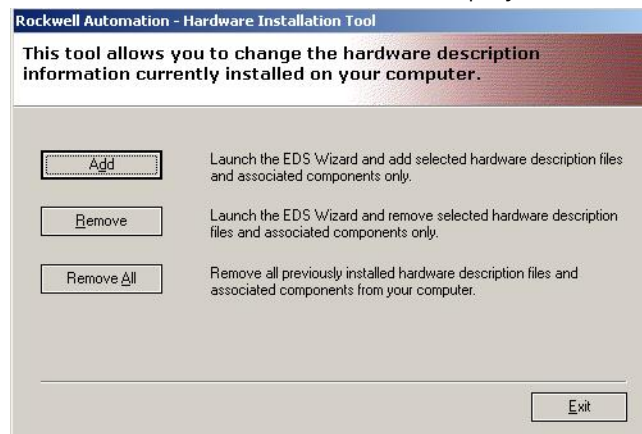 Rockwell Automation - Hardware Installation Tool
This tool allows you to change the hardware description
information currently installed on your computer.
Add
Launch the EDS Wizard and add selected hardware description files
and associated components only.
Remove
Launch the EDS Wizard and remove selected hardware description
files and associated components only.
Remove All
Remove all previously installed hardware description files and
associated components from your computer.
Exit